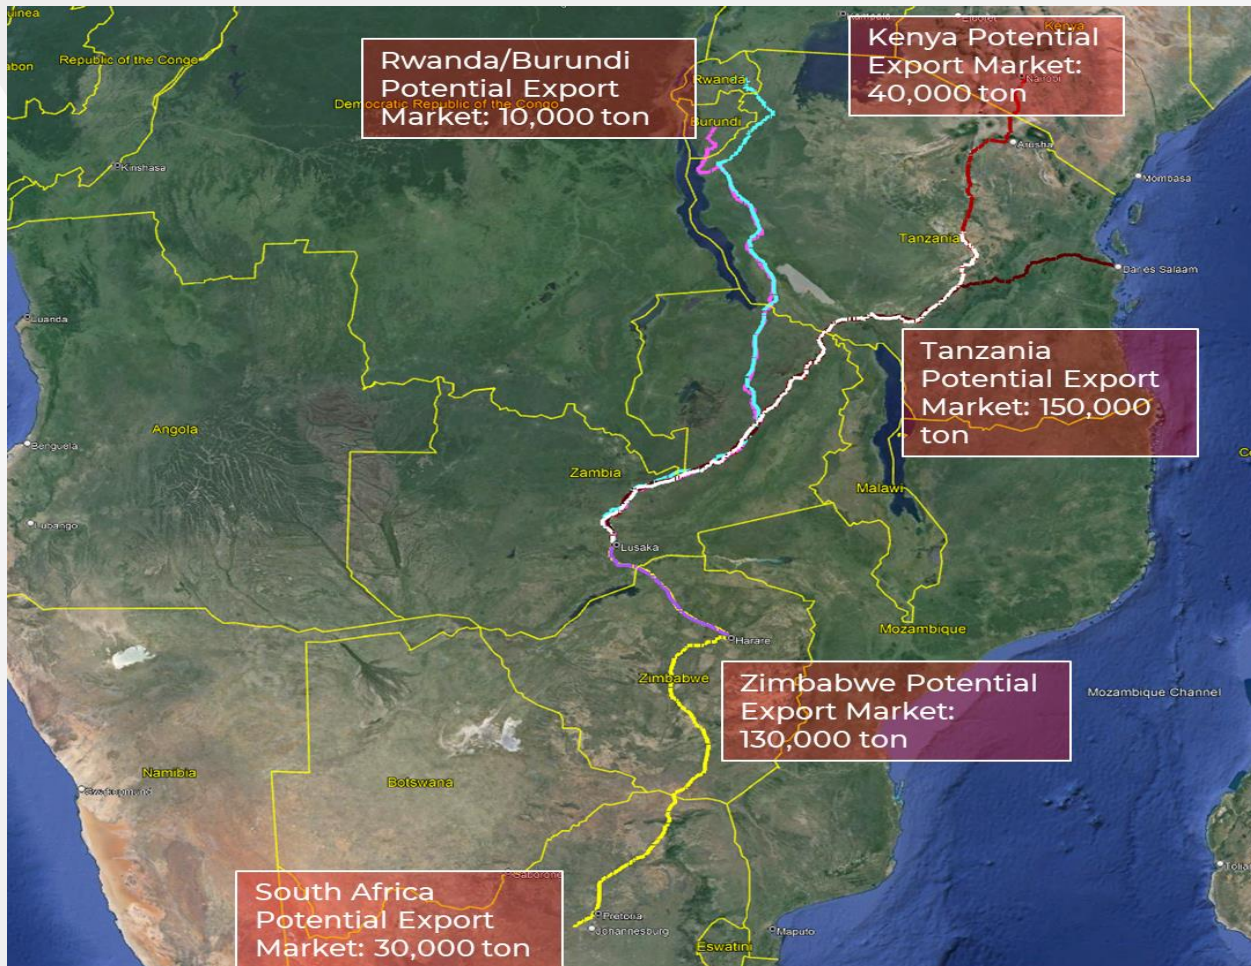 Republic of the Congo
Democratic Republic of the Congo
Rwanda/Burundi
Potential Export
Market: 10,000 ton
Kenya Potential
Export Market:
40,000 ton
Kenya
Nairobi
Rwanda
Burundi
Kinshasa
Arusha
Mombasa
Tanzania
Dar es Salaam
Luanda
Tanzania
Potential Export
Market: 150,000
ton
Angola
Benguela
Zambia
Malawi
Lubango
Lusaka
Mozambique
Harare
Zimbabwe
Zimbabwe Potential
Export Market:
130,000 ton
Mozambique Channel
Namibia
Botswana
Swakopmund
Gaborone
South Africa
Potential Export
Market: 30,000 ton
Pretoria
Johannesburg
Maputo
Eswatini